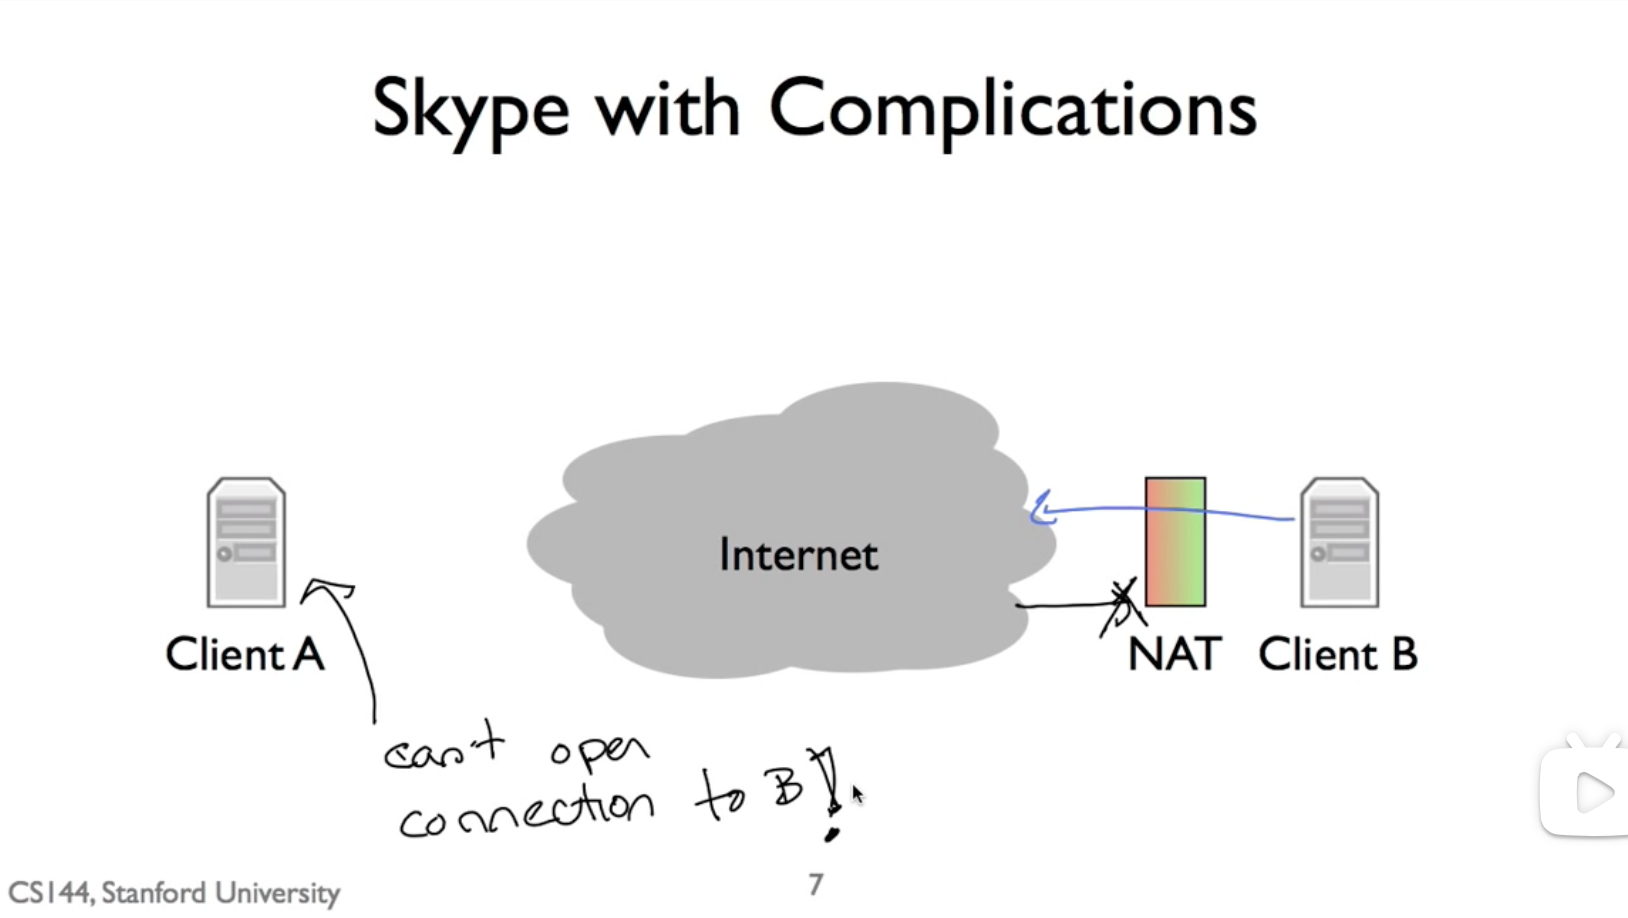 Skype with Complications
Internet
Client A
NAT
Client B
can't open
connection to B!
CS144, Stanford University
7